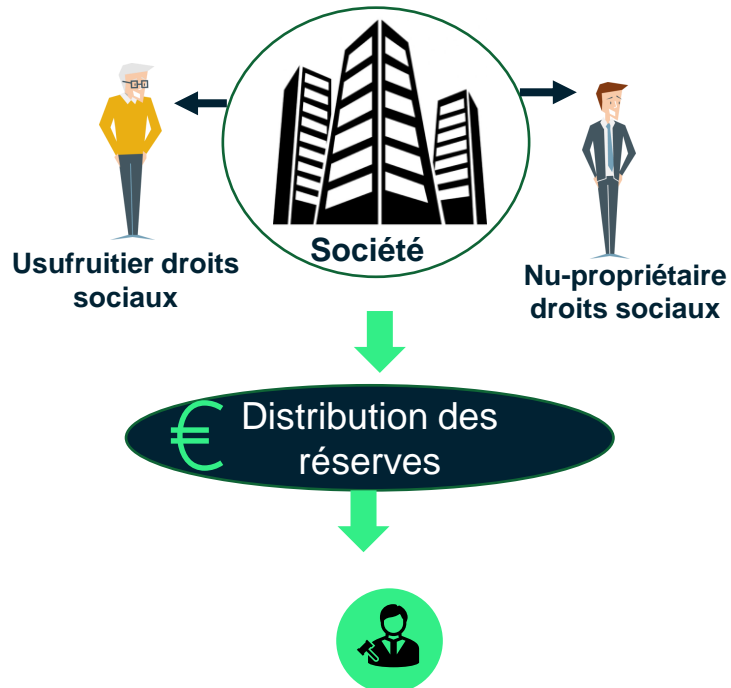 Société
Usufruitier droits
sociaux
Nu-propriétaire
droits sociaux
€ Distribution des
réserves